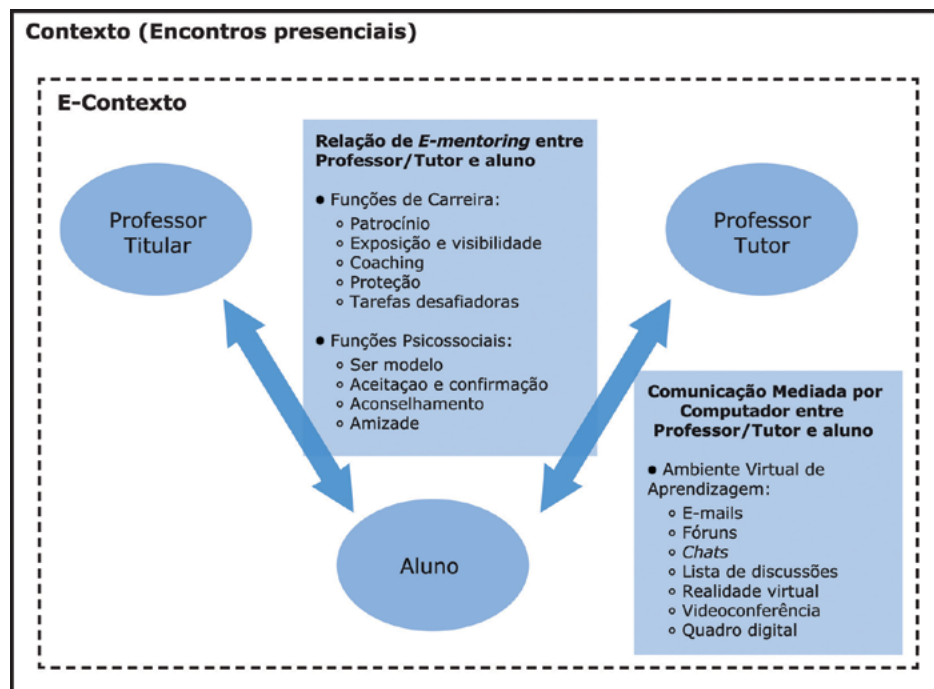 Contexto (Encontros presenciais)
E-Contexto
Professor
Titular
Relação de E-mentoring entre
Professor/Tutor e aluno
● Funções de Carreira:
∘ Patrocínio
∘ Exposição e visibilidade
∘ Coaching
∘ Proteção
∘ Tarefas desafiadoras
● Funções Psicossociais:
∘ Ser modelo
∘ Aceitaçao e confirmação
∘ Aconselhamento
∘ Amizade
Professor
Tutor
Comunicação Mediada por
Computador entre
Professor/Tutor e aluno
● Ambiente Virtual de
Aprendizagem:
∘ E-mails
∘ Fóruns
∘ Chats
∘ Lista de discussões
∘ Realidade virtual
∘ Videoconferência
∘ Quadro digital
Aluno